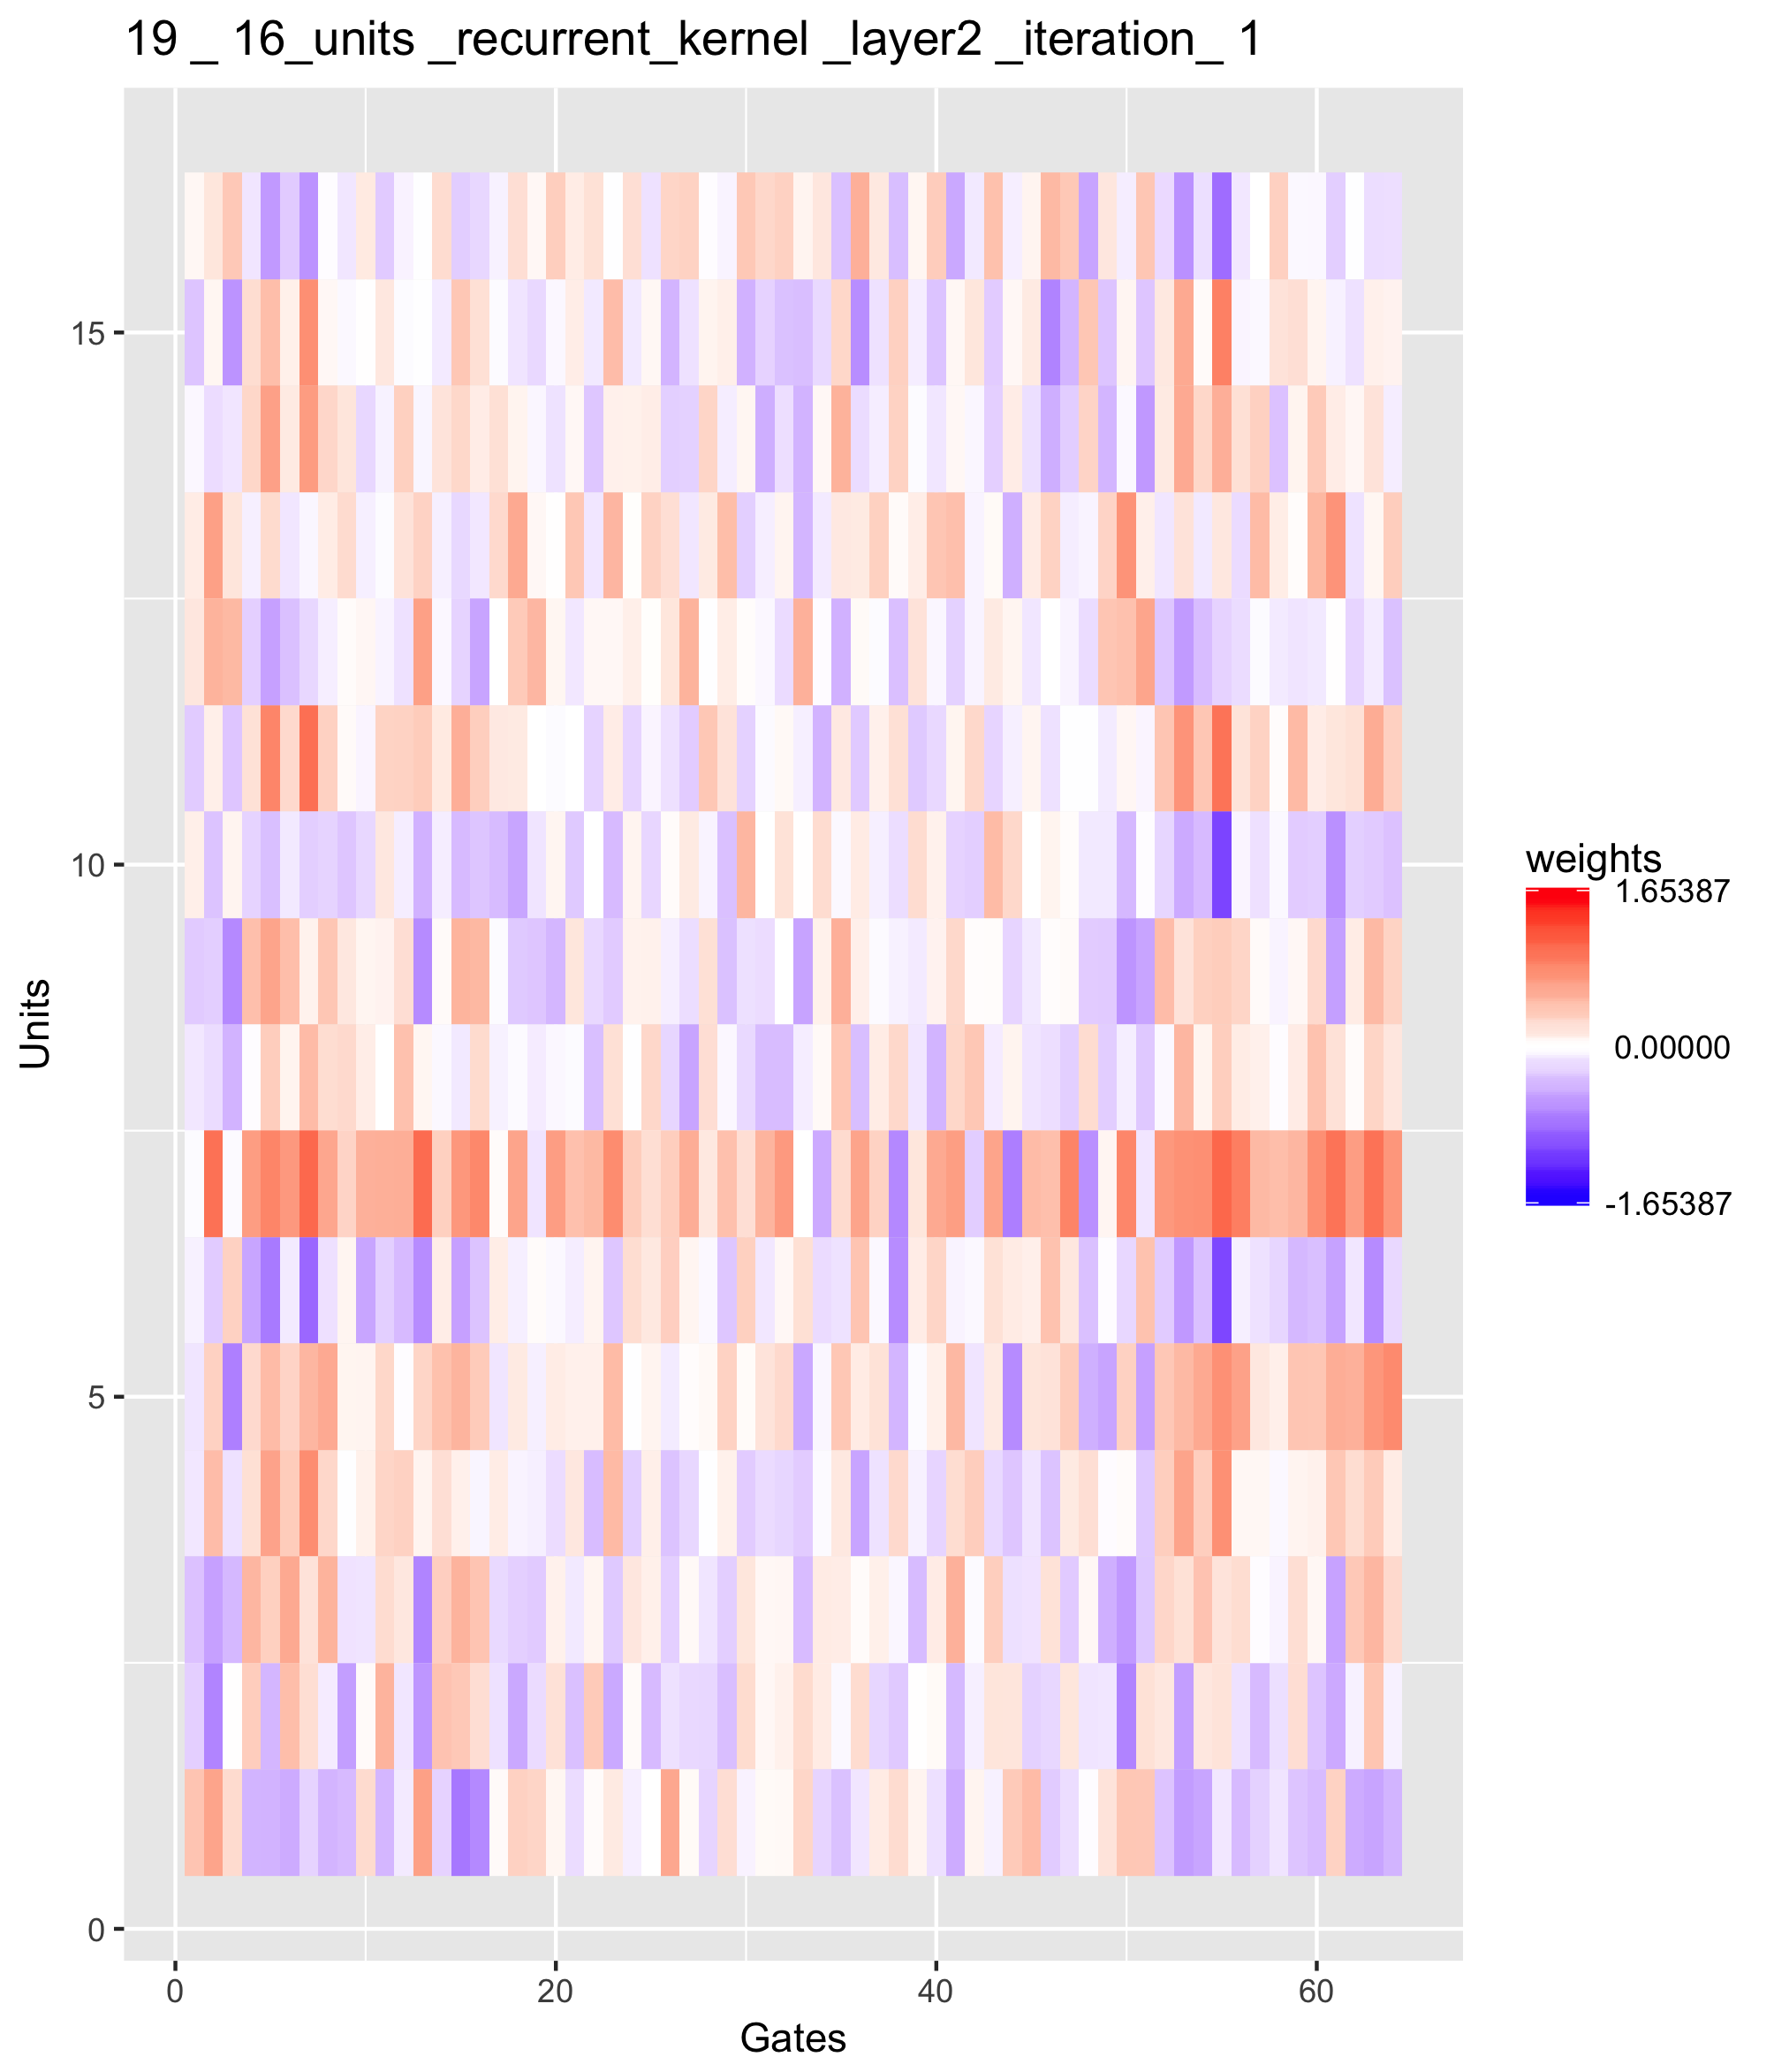 19 _ 16_units _recurrent_kernel _layer2 _iteration_ 1
15
10
5
0
Units
0 20 40 60
Gates
weights
1.65387
0.00000
-1.65387